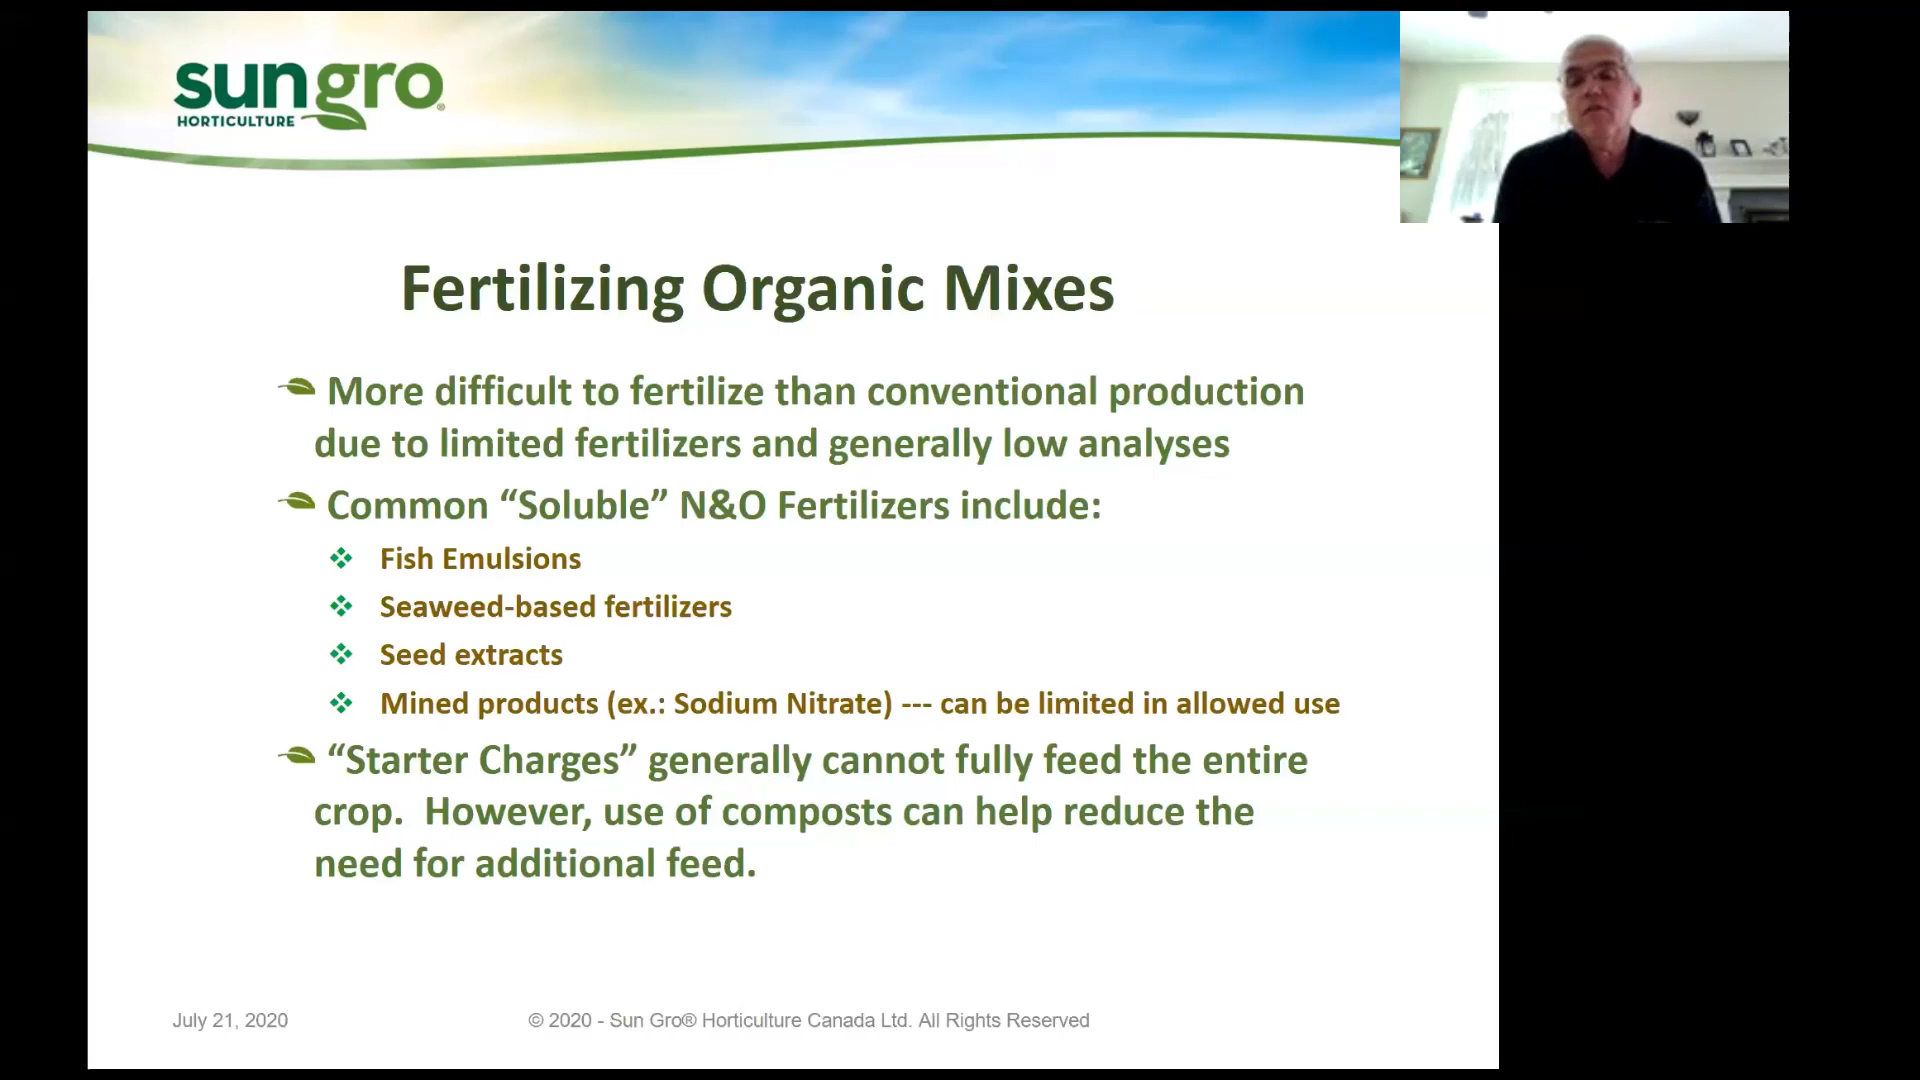 sungro®
HORTICULTURE
Fertilizing Organic Mixes
More difficult to fertilize than conventional production
due to limited fertilizers and generally low analyses
Common “Soluble” N&O Fertilizers include:
Fish Emulsions
Seaweed-based fertilizers
Seed extracts
Mined products (ex.: Sodium Nitrate) --- can be limited in allowed use
“Starter Charges” generally cannot fully feed the entire
crop. However, use of composts can help reduce the
need for additional feed.
July 21, 2020
© 2020 - Sun Gro® Horticulture Canada Ltd. All Rights Reserved